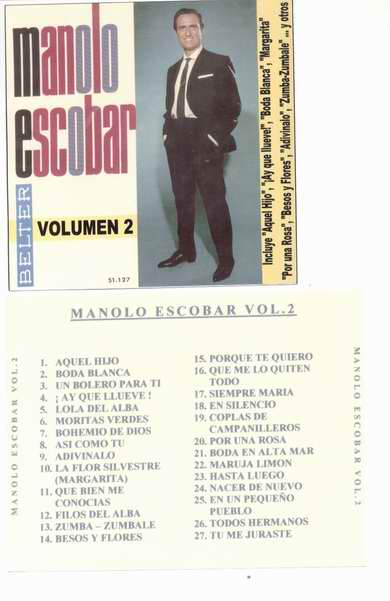 manolo
escobar
BELTER
VOLUMEN 2
51.127
Incluye "Aquel Hijo", "¡Ay que llueve!", "Boda Blanca", "Margarita"
"Por una Rosa", "Besos y Flores", "Adivinalo", "Zumba-Zumbale" ... y otros
MANOLO ESCOBAR VOL.2
MANOLO ESCOBAR VOL.2
1. AQUEL HIJO
2. BODA BLANCA
3. UN BOLERO PARA TI
4. ¡ AY QUE LLUEVE !
5. LOLA DEL ALBA
6. MORITAS VERDES
7. BOHEMIO DE DIOS
8. ASI COMO TU
9. ADIVINALO
10. LA FLOR SILVESTRE
(MARGARITA)
11. QUE BIEN ME
CONOCIAS
12. FILOS DEL ALBA
13. ZUMBA – ZUMBALE
14. BESOS Y FLORES
15. PORQUE TE QUIERO
16. QUE ME LO QUITEN
TODO
17. SIEMPRE MARIA
18. EN SILENCIO
19. COPLAS DE
CAMPANILLEROS
20. POR UNA ROSA
21. BODA EN ALTA MAR
22. MARUJA LIMON
23. HASTA LUEGO
24. NACER DE NUEVO
25. EN UN PEQUEÑO
PUEBLO
26. TODOS HERMANOS
27. TU ME JURASTE
MANOLO ESCOBAR VOL.2